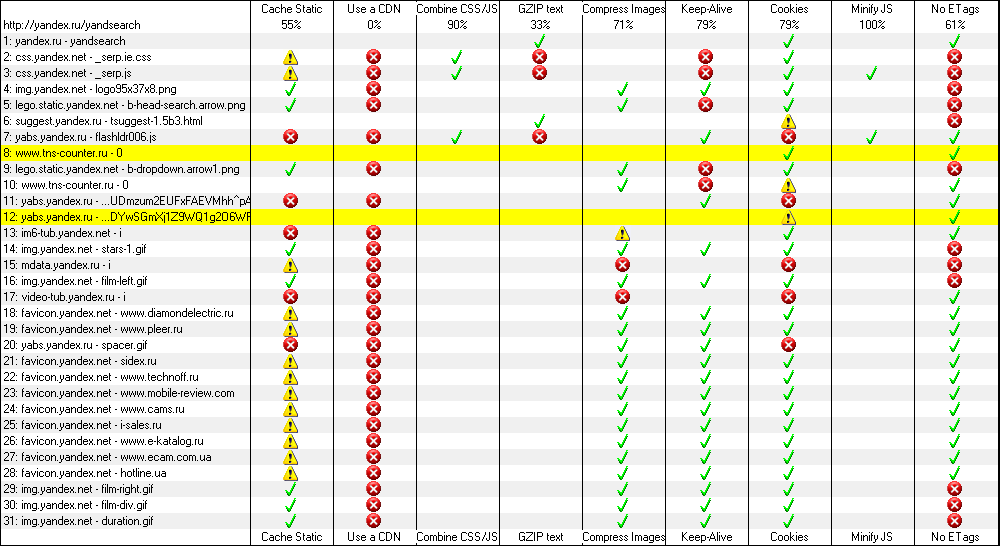 Cache Static Use a CDN Combine CSS/JS GZIP text Compress Images Keep-Alive Cookies Minify JS No ETags
http://yandex.ru/yandsearch 55% 0% 90% 33% 71% 79% 79% 100% 61%
1: yandex.ru - yandsearch
2: css.yandex.net - _serp.ie.css
3: css.yandex.net - _serp.js
4: img.yandex.net - logo95x37x8.png
5: lego.static.yandex.net - b-head-search.arrow.png
6: suggest.yandex.ru - tsuggest-1.5b3.html
7: yabs.yandex.ru - flashldr006.js
8: www.tns-counter.ru - 0
9: lego.static.yandex.net - b-dropdown.arrow1.png
10: www.tns-counter.ru - 0
11: yabs.yandex.ru - ...UDmzum2EUFxFAEVMhh^pA
12: yabs.yandex.ru - ...DYwSGmXj1Z9WQ1g2O6WF
13: im6-tub.yandex.net - i
14: img.yandex.net - stars-1.gif
15: mdata.yandex.ru - i
16: img.yandex.net - film-left.gif
17: video-tub.yandex.ru - i
18: favicon.yandex.net - www.diamondelectric.ru
19: favicon.yandex.net - www.pleer.ru
20: yabs.yandex.ru - spacer.gif
21: favicon.yandex.net - sidex.ru
22: favicon.yandex.net - www.technoff.ru
23: favicon.yandex.net - www.mobile-review.com
24: favicon.yandex.net - www.cams.ru
25: favicon.yandex.net - i-sales.ru
26: favicon.yandex.net - www.e-katalog.ru
27: favicon.yandex.net - www.ecam.com.ua
28: favicon.yandex.net - hotline.ua
29: img.yandex.net - film-right.gif
30: img.yandex.net - film-div.gif
31: img.yandex.net - duration.gif
Cache Static Use a CDN Combine CSS/JS GZIP text Compress Images Keep-Alive Cookies Minify JS No ETags